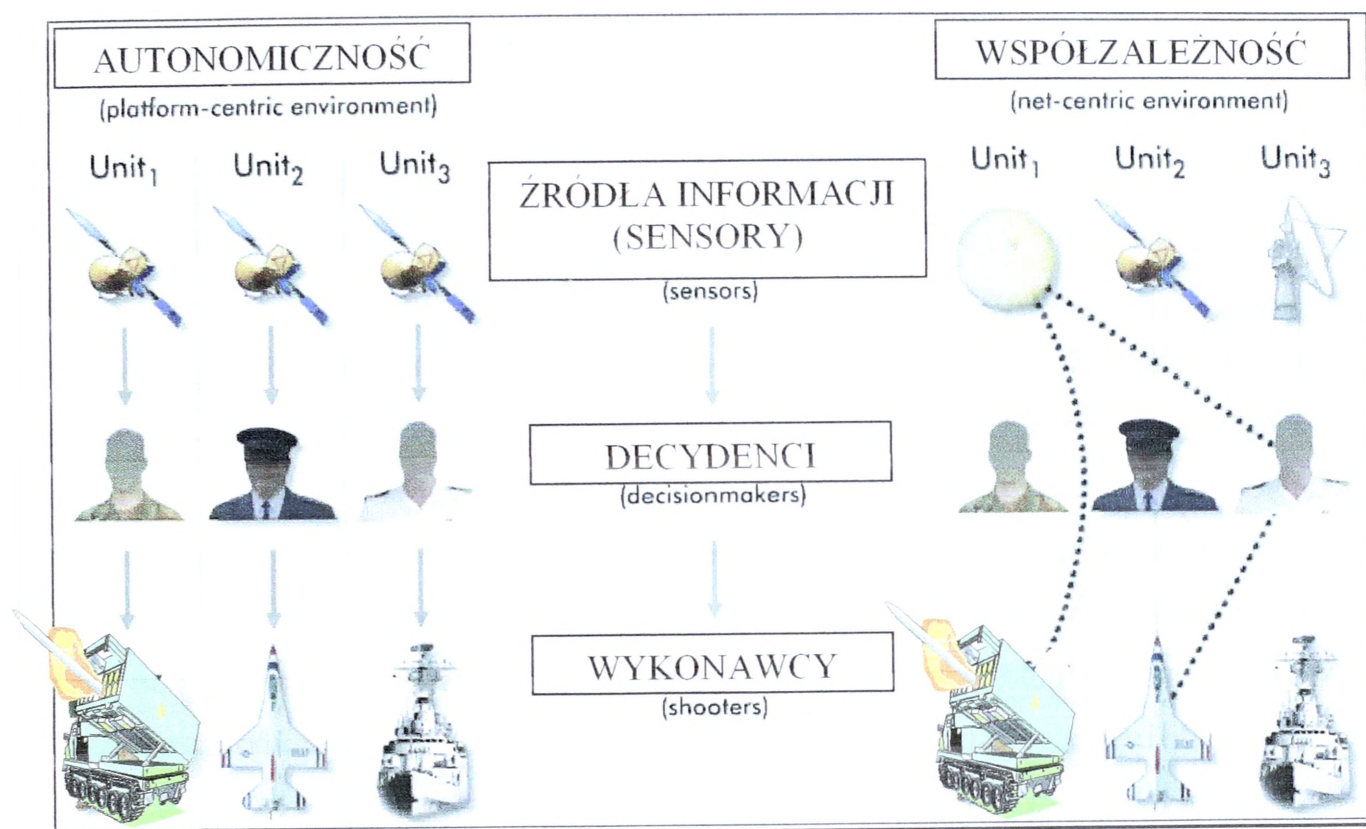 AUTONOMICZNOŚĆ
(platform-centric environment)
Unit₁
Unit₂
Unit₃
ŹRÓDŁA INFORMACJI
(SENSORY)
(sensors)
DECYDENCI
(decisionmakers)
WYKONAWCY
(shooters)
WSPÓŁZALEŻNOŚĆ
(net-centric environment)
Unit₁
Unit₂
Unit₃